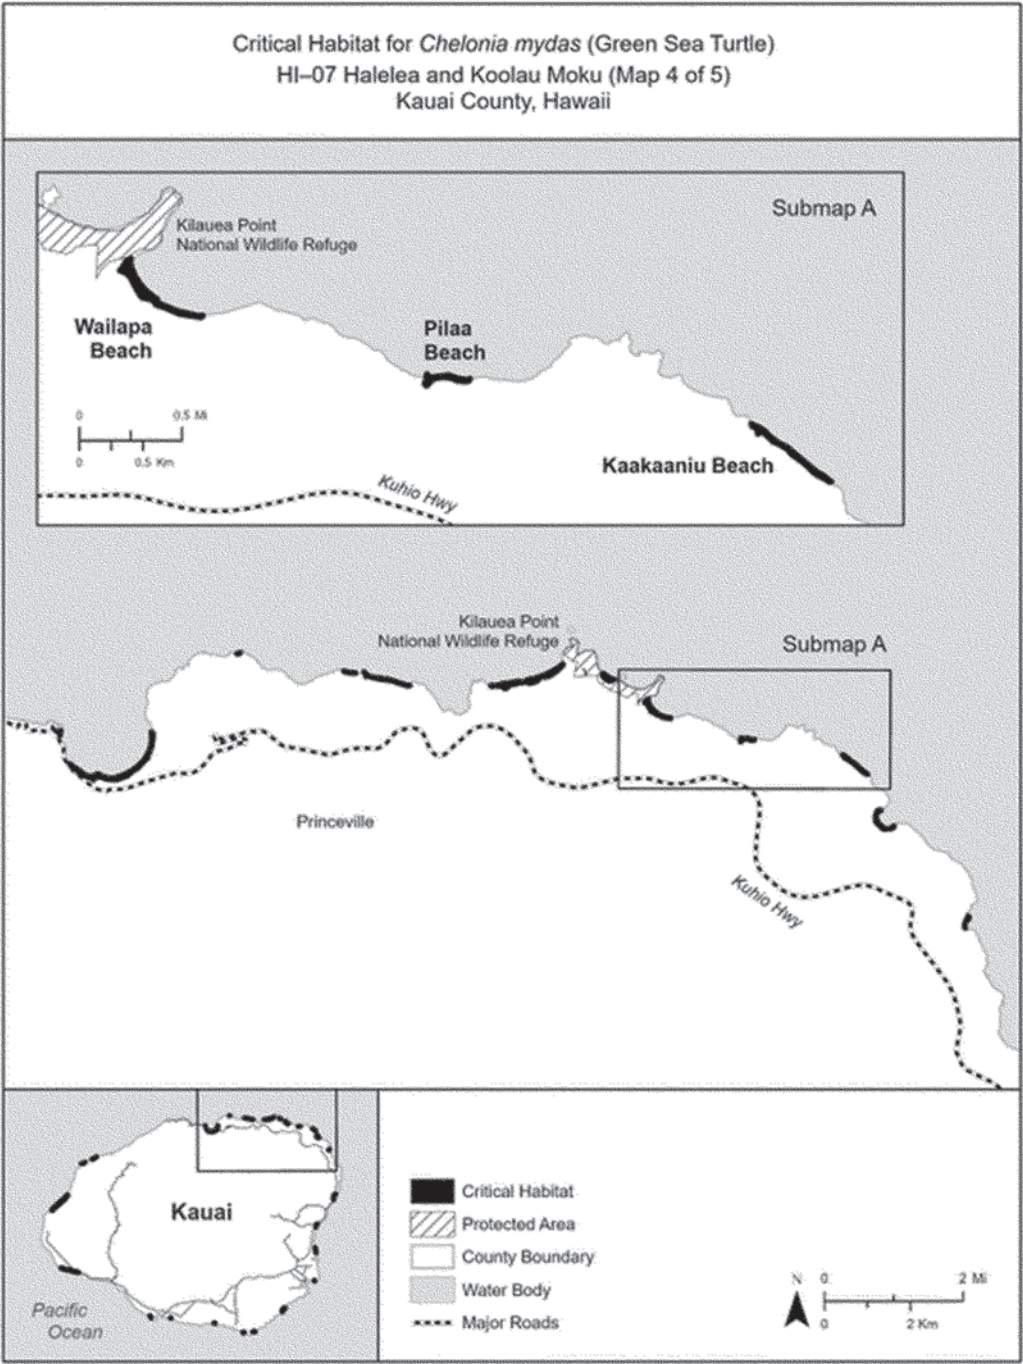 Critical Habitat for Chelonia mydas (Green Sea Turtle)
HI–07 Halelea and Koolau Moku (Map 4 of 5)
Kauai County, Hawaii
Submap A
Kilauea Point
National Wildlife Refuge
Wailapa
Beach
Pilaa
Beach
0 0.5 Mi
0 0.5 Km
Kaakaaniu Beach
Kuhio Hwy
Kilauea Point
National Wildlife Refuge
Submap A
Princeville
Kuhio Hwy
Kauai
Pacific
Ocean
Critical Habitat
Protected Area
County Boundary
Water Body
Major Roads
N
0 2 Mi
0 2 Km